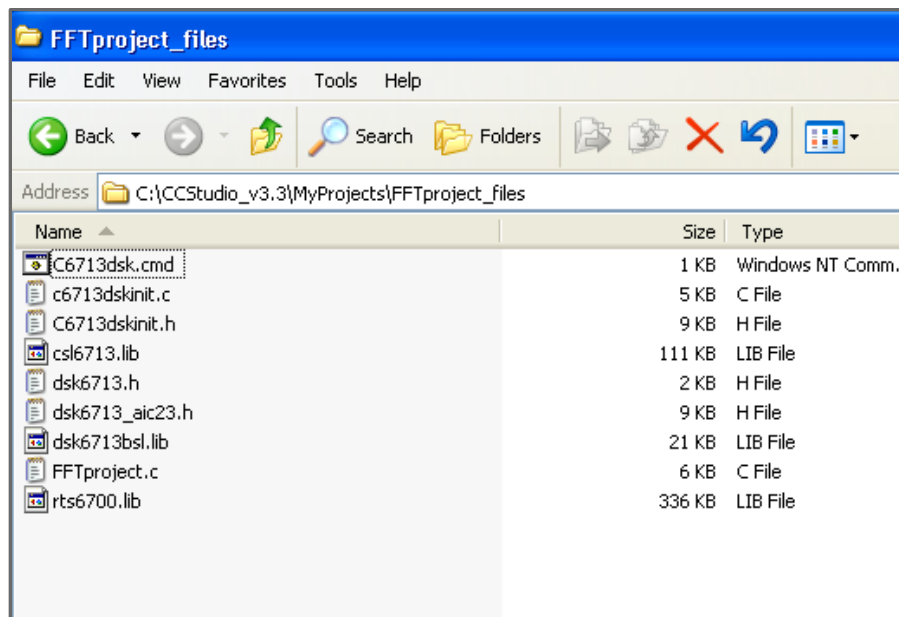 FFTproject_files
File Edit View Favorites Tools Help
Back Search Folders
Address C:\CCStudio_v3.3\MyProjects\FFTproject_files
Name Size Type
C6713dsk.cmd 1 KB Windows NT Comm.
c6713dskinit.c 5 KB C File
C6713dskinit.h 9 KB H File
csl6713.lib 111 KB LIB File
dsk6713.h 2 KB H File
dsk6713_aic23.h 9 KB H File
dsk6713bsl.lib 21 KB LIB File
FFTproject.c 6 KB C File
rts6700.lib 336 KB LIB File